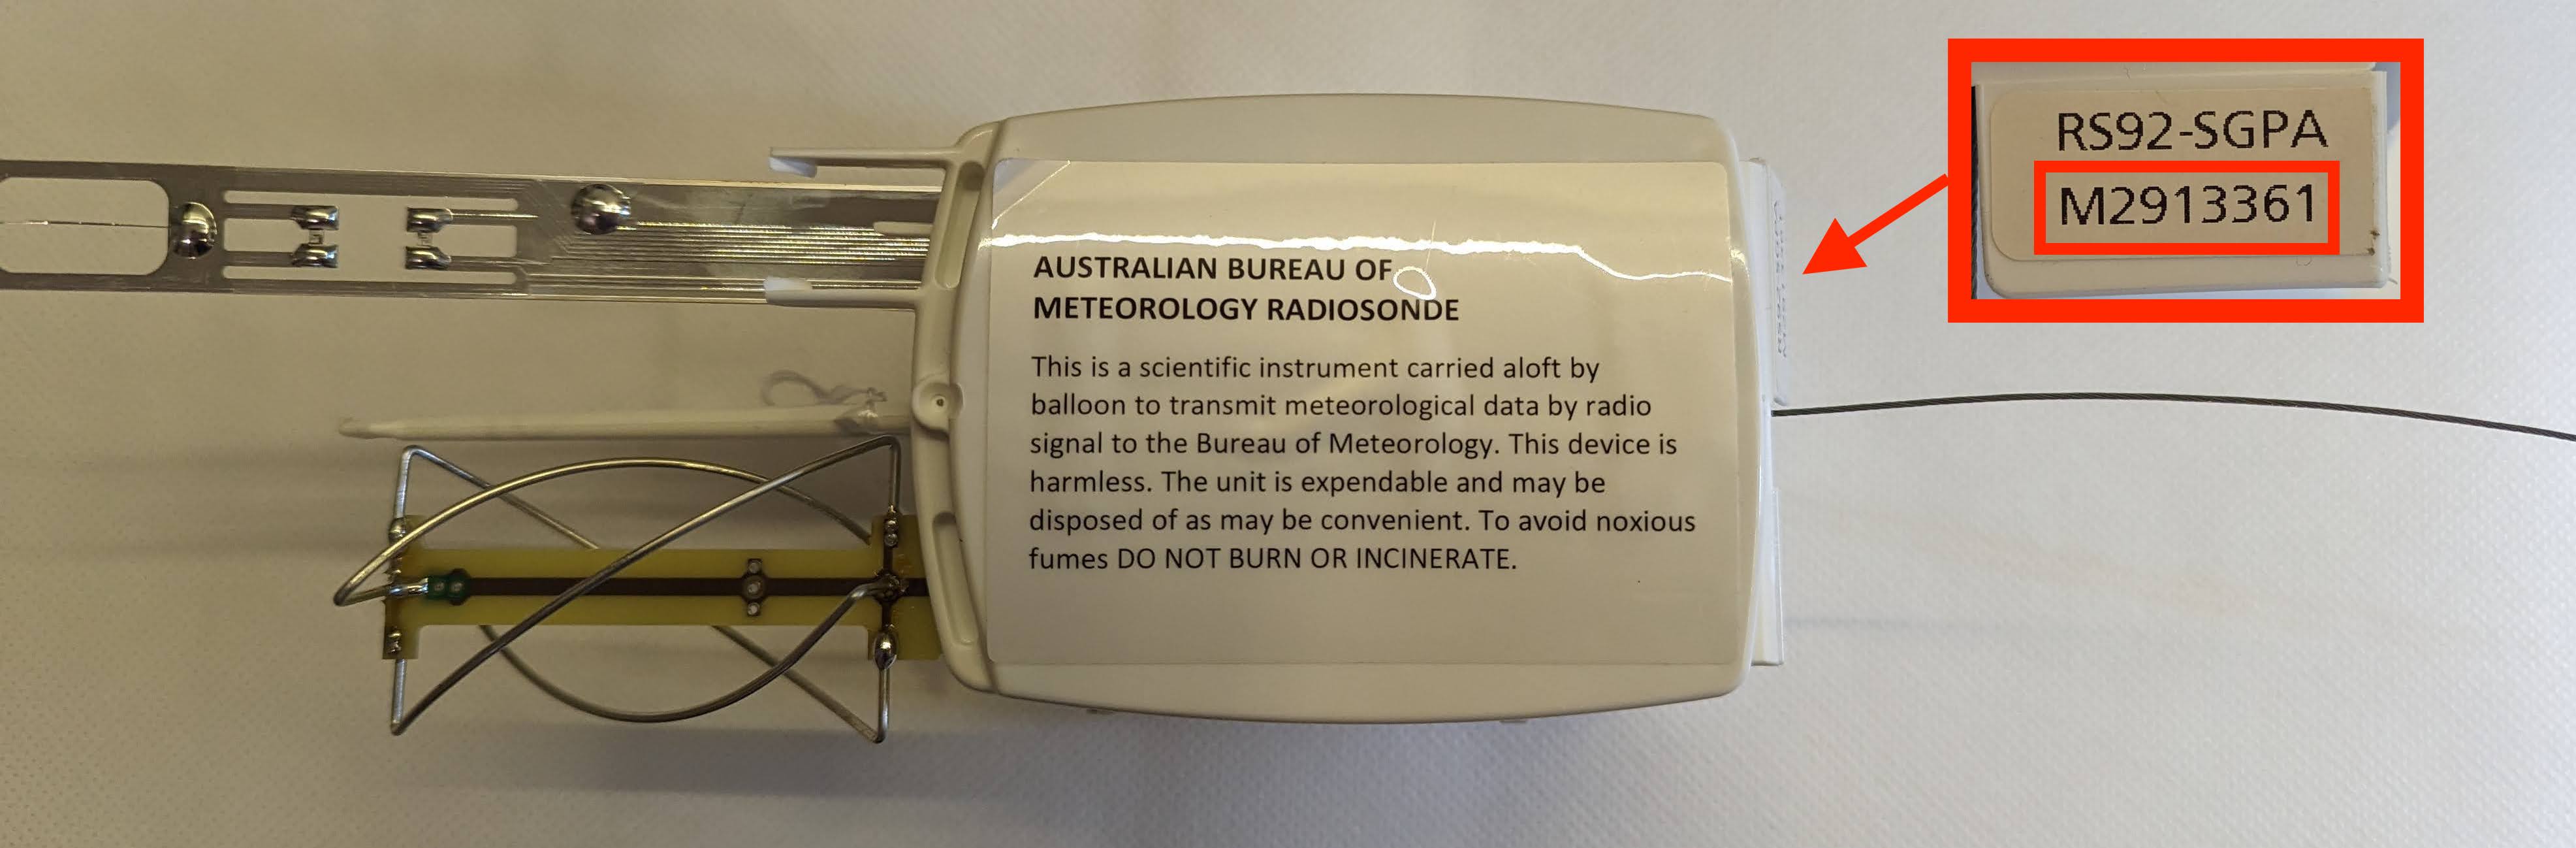 AUSTRALIAN BUREAU OF
METEOROLOGY RADIOSONDE
This is a scientific instrument carried aloft by
balloon to transmit meteorological data by radio
signal to the Bureau of Meteorology. This device is
harmless. The unit is expendable and may be
disposed of as may be convenient. To avoid noxious
fumes DO NOT BURN OR INCINERATE.
RS92-SGPA
M2913361